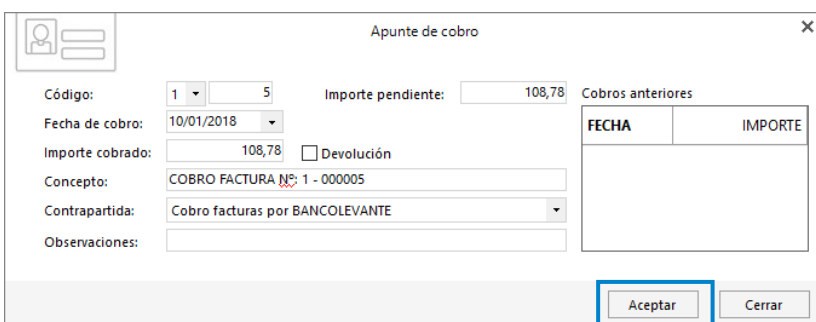 Apunte de cobro
Código: 1 5 Importe pendiente: 108,78 Cobros anteriores
Fecha de cobro: 10/01/2018 FECHA IMPORTE
Importe cobrado: 108,78 Devolución
Concepto: COBRO FACTURA Nº: 1 - 000005
Contrapartida: Cobro facturas por BANCOLEVANTE
Observaciones:
Aceptar Cerrar